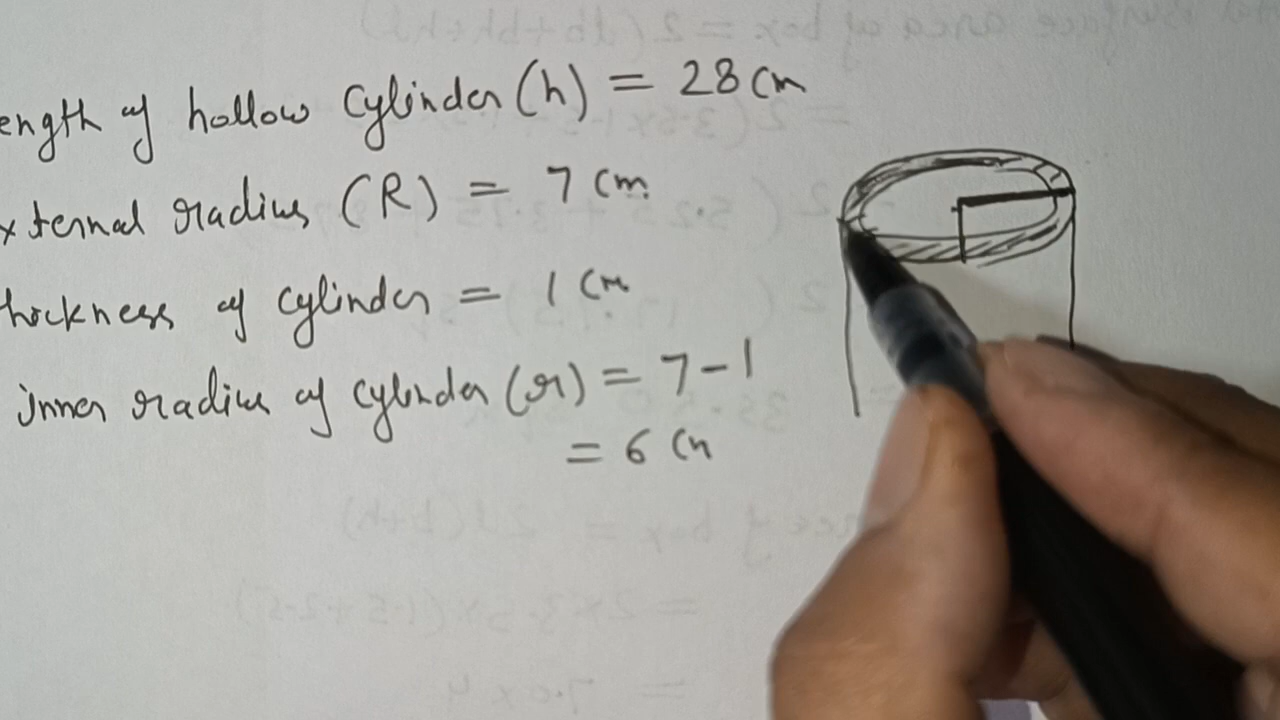 ength of hollow cylinder (h) = 28 cm
xternal radius (R) = 7 cm
hickness of cylinder = 1 cm
inner radius of cylinder (r) = 7 - 1
= 6 cm